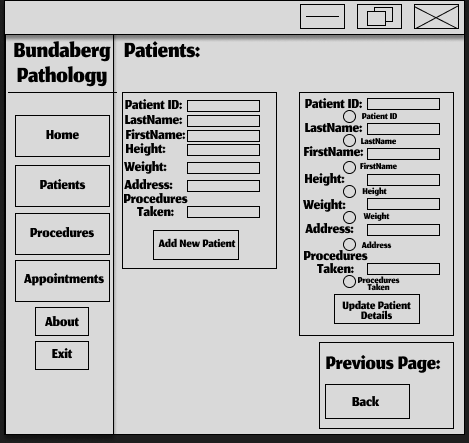 Bundaberg
Pathology
Home
Patients
Procedures
Appointments
About
Exit
Patients:
Patient ID:
LastName:
FirstName:
Height:
Weight:
Address:
Procedures
Taken:
Add New Patient
Patient ID:
Patient ID
LastName:
LastName
FirstName:
FirstName
Height:
Height
Weight:
Weight
Address:
Address
Procedures
Taken:
Procedures
Taken
Update Patient
Details
Previous Page:
Back